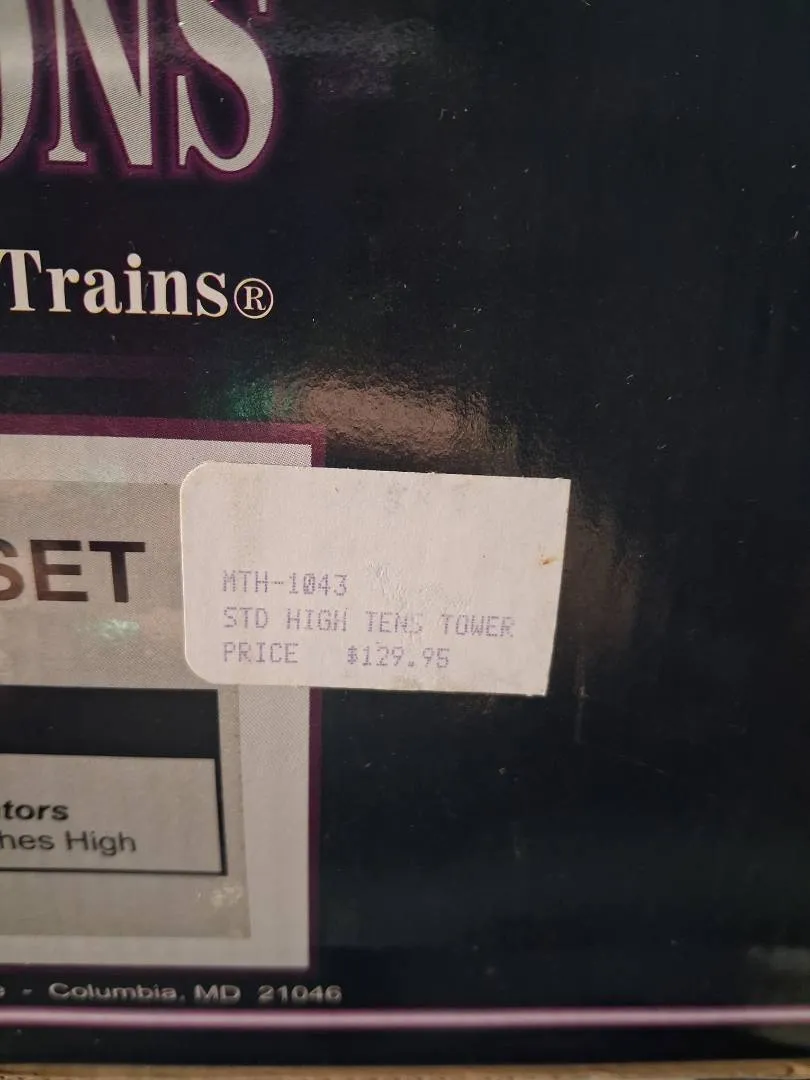 ONS
Trains®
SET
MTH-1043
STD HIGH TENS TOWER
PRICE $129.95
tors
hes High
e - Columbia, MD 21046